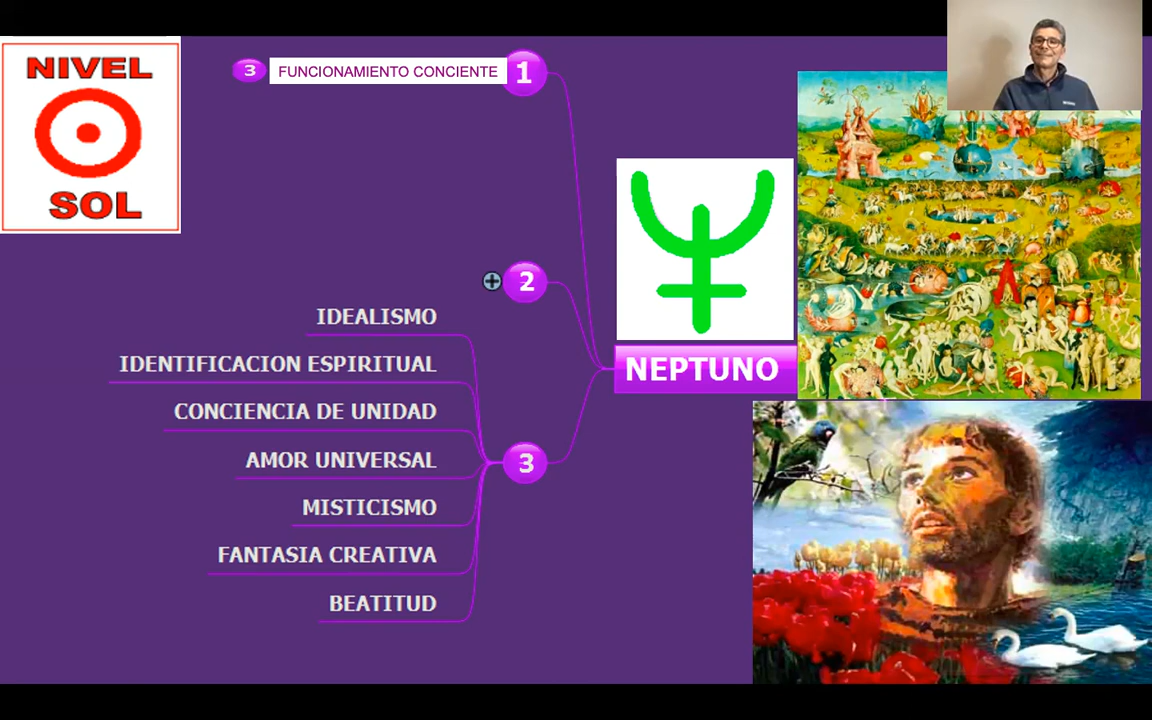 NIVEL
SOL
3 FUNCIONAMIENTO CONCIENTE 1
2
NEPTUNO
3
IDEALISMO
IDENTIFICACION ESPIRITUAL
CONCIENCIA DE UNIDAD
AMOR UNIVERSAL
MISTICISMO
FANTASIA CREATIVA
BEATITUD